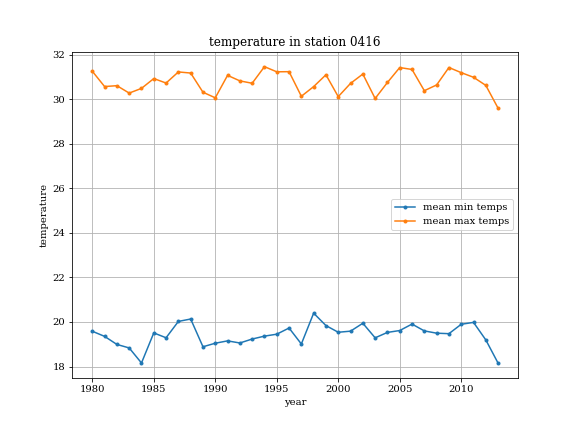 temperature in station 0416
32
30
28
26
24
22
20
18
temperature
mean min temps
mean max temps
1980 1985 1990 1995 2000 2005 2010
year